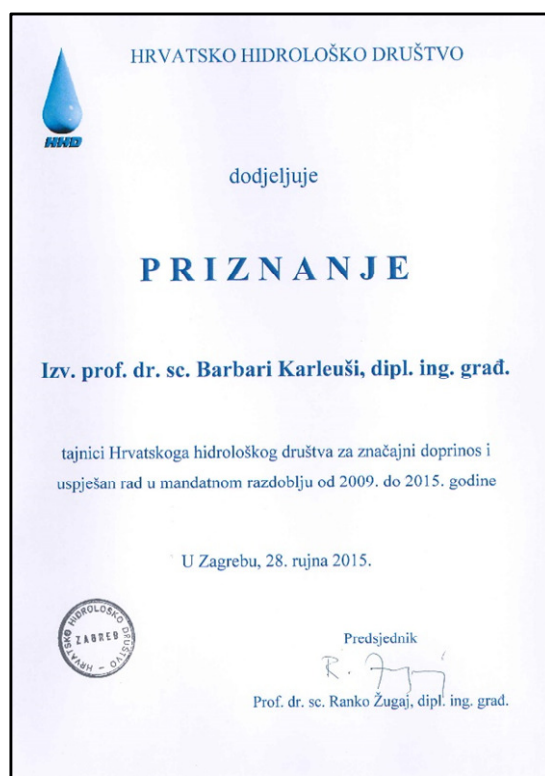 HRVATSKO HIDROLOŠKO DRUŠTVO
HHD
dodjeljuje
PRIZNANJE
Izv. prof. dr. sc. Barbari Karleuši, dipl. ing. građ.
tajnici Hrvatskoga hidrološkog društva za značajni doprinos i
uspješan rad u mandatnom razdoblju od 2009. do 2015. godine
U Zagrebu, 28. rujna 2015.
HRVATSKO HIDROLOŠKO DRUŠTVO
ZAGREB
Predsjednik
Prof. dr. sc. Ranko Žugaj, dipl. ing. građ.